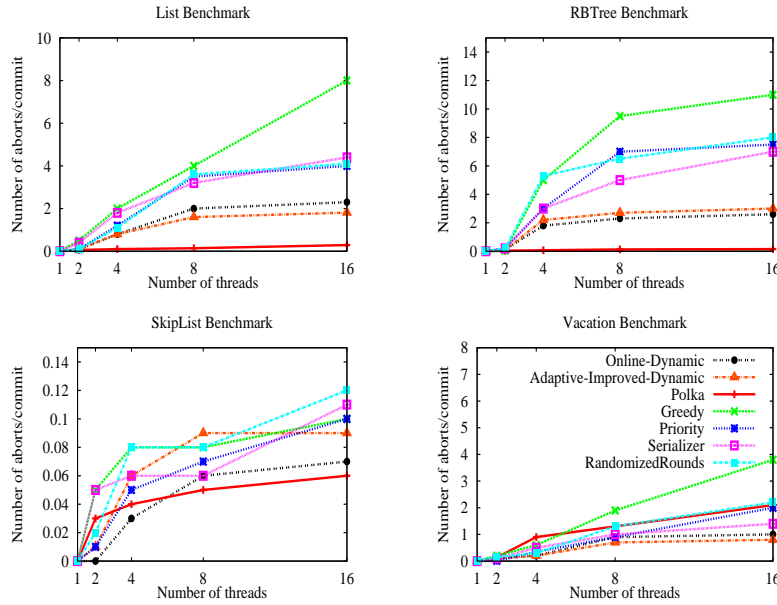 List Benchmark
Number of aborts/commit
10
8
6
4
2
0
1 2 4 8 16
Number of threads
RBTree Benchmark
Number of aborts/commit
14
12
10
8
6
4
2
0
1 2 4 8 16
Number of threads
SkipList Benchmark
Number of aborts/commit
0.14
0.12
0.1
0.08
0.06
0.04
0.02
0
1 2 4 8 16
Number of threads
Vacation Benchmark
Number of aborts/commit
8
7
6
5
4
3
2
1
0
1 2 4 8 16
Number of threads
Online-Dynamic
Adaptive-Improved-Dynamic
Polka
Greedy
Priority
Serializer
RandomizedRounds